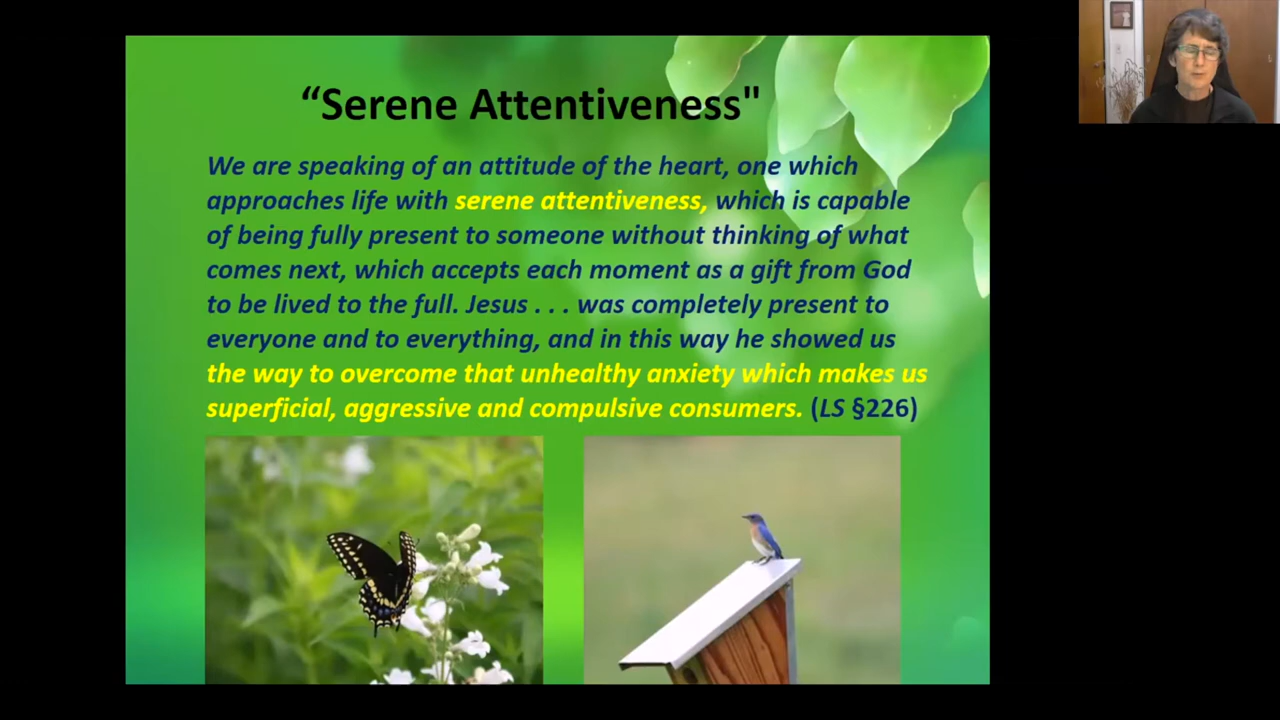 “Serene Attentiveness"
We are speaking of an attitude of the heart, one which
approaches life with serene attentiveness, which is capable
of being fully present to someone without thinking of what
comes next, which accepts each moment as a gift from God
to be lived to the full. Jesus . . . was completely present to
everyone and to everything, and in this way he showed us
the way to overcome that unhealthy anxiety which makes us
superficial, aggressive and compulsive consumers. (LS §226)